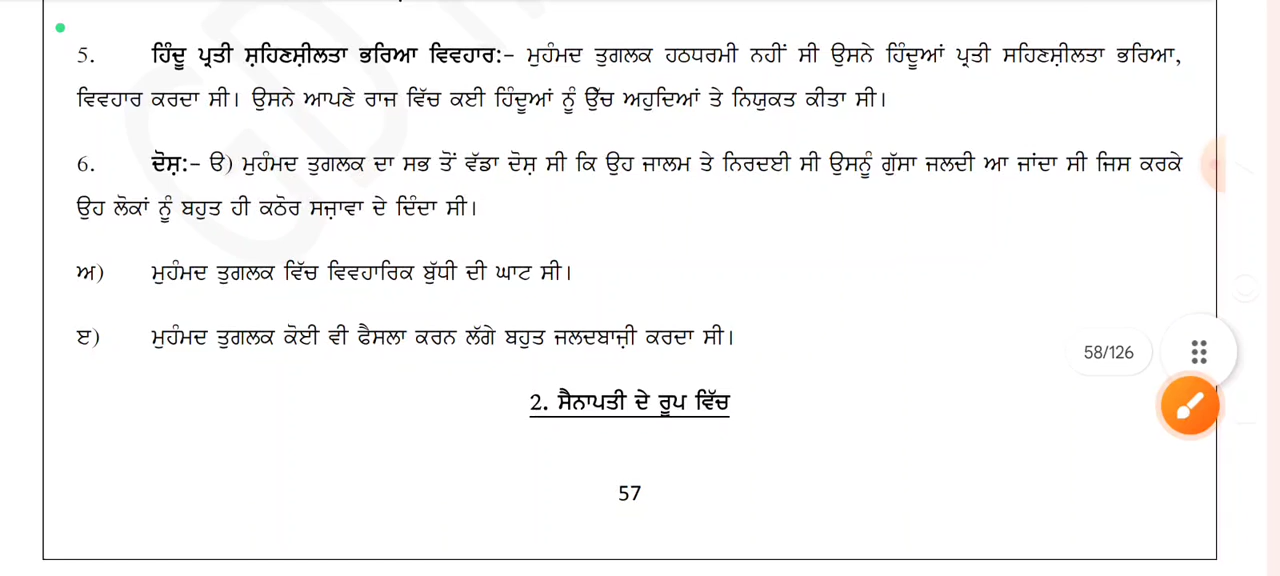 5. ਹਿੰਦੂ ਪ੍ਰਤੀ ਸ਼ਹਿਣਸ਼ੀਲਤਾ ਭਰਿਆ ਵਿਵਹਾਰ:– ਮੁਹੰਮਦ ਤੁਗਲਕ ਹਠਧਰਮੀ ਨਹੀਂ ਸੀ ਉਸਨੇ ਹਿੰਦੂਆਂ ਪ੍ਰਤੀ ਸਹਿਣਸ਼ੀਲਤਾ ਭਰਿਆ,
ਵਿਵਹਾਰ ਕਰਦਾ ਸੀ। ਉਸਨੇ ਆਪਣੇ ਰਾਜ ਵਿੱਚ ਕਈ ਹਿੰਦੂਆਂ ਨੂੰ ਉੱਚ ਅਹੁਦਿਆਂ ਤੇ ਨਿਯੁਕਤ ਕੀਤਾ ਸੀ।
6. ਦੋਸ਼:– ੳ) ਮੁਹੰਮਦ ਤੁਗਲਕ ਦਾ ਸਭ ਤੋਂ ਵੱਡਾ ਦੋਸ਼ ਸੀ ਕਿ ਉਹ ਜਾਲਮ ਤੇ ਨਿਰਦਈ ਸੀ ਉਸਨੂੰ ਗੁੱਸਾ ਜਲਦੀ ਆ ਜਾਂਦਾ ਸੀ ਜਿਸ ਕਰਕੇ
ਉਹ ਲੋਕਾਂ ਨੂੰ ਬਹੁਤ ਹੀ ਕਠੋਰ ਸਜ਼ਾਵਾ ਦੇ ਦਿੰਦਾ ਸੀ।
ਅ) ਮੁਹੰਮਦ ਤੁਗਲਕ ਵਿੱਚ ਵਿਵਹਾਰਿਕ ਬੁੱਧੀ ਦੀ ਘਾਟ ਸੀ।
ੲ) ਮੁਹੰਮਦ ਤੁਗਲਕ ਕੋਈ ਵੀ ਫੈਸਲਾ ਕਰਨ ਲੱਗੇ ਬਹੁਤ ਜਲਦਬਾਜ਼ੀ ਕਰਦਾ ਸੀ।
58/126
2. ਸੈਨਾਪਤੀ ਦੇ ਰੂਪ ਵਿੱਚ
57